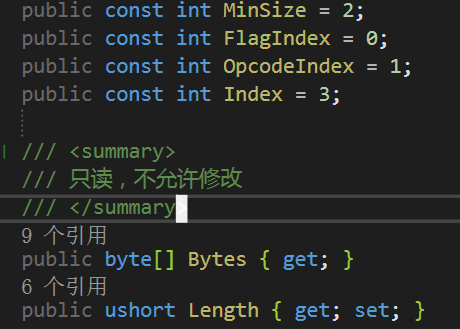 public const int MinSize = 2;
public const int FlagIndex = 0;
public const int OpcodeIndex = 1;
public const int Index = 3;
/// <summary>
/// 只读，不允许修改
/// </summary>
9 个引用
public byte[] Bytes { get; }
6 个引用
public ushort Length { get; set; }